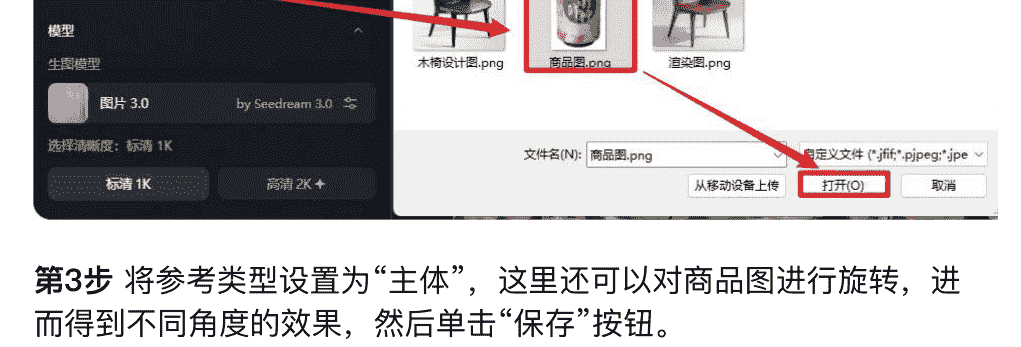 模型
生图模型
图片 3.0 by Seedream 3.0
选择清晰度：标清 1K
标清 1K 高清 2K
木椅设计图.png 商品图.png 渲染图.png
文件名(N): 商品图.png 自定义文件 (*.jfif;*.pjpeg;*.jpe
从移动设备上传 打开(O) 取消
第3步 将参考类型设置为“主体”，这里还可以对商品图进行旋转，进
而得到不同角度的效果，然后单击“保存”按钮。